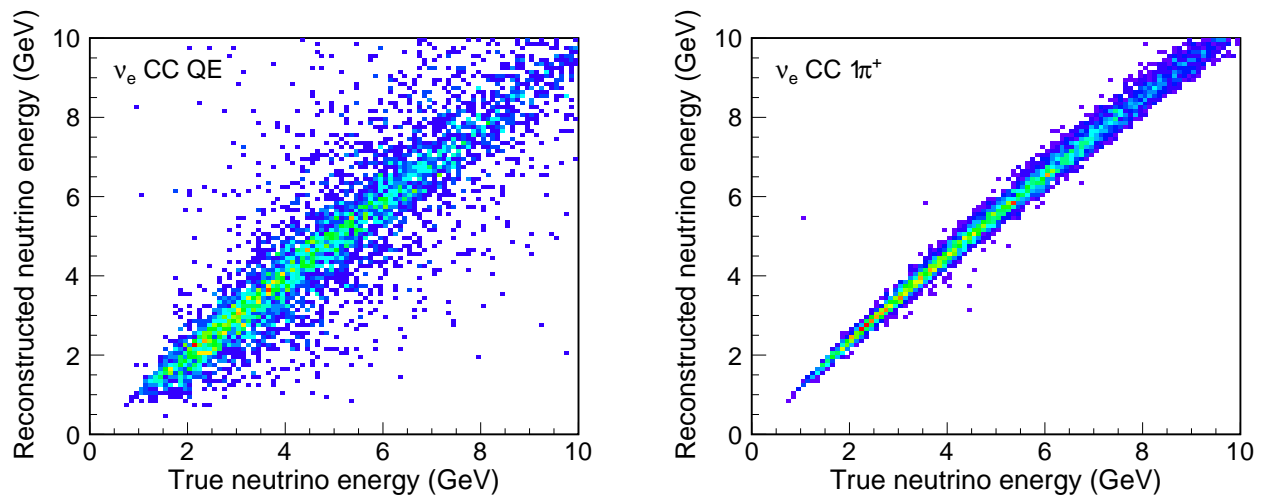 Reconstructed neutrino energy (GeV)
10
8
6
4
2
0
νe CC QE
0 2 4 6 8 10
True neutrino energy (GeV)
Reconstructed neutrino energy (GeV)
10
8
6
4
2
0
νe CC 1π+
0 2 4 6 8 10
True neutrino energy (GeV)